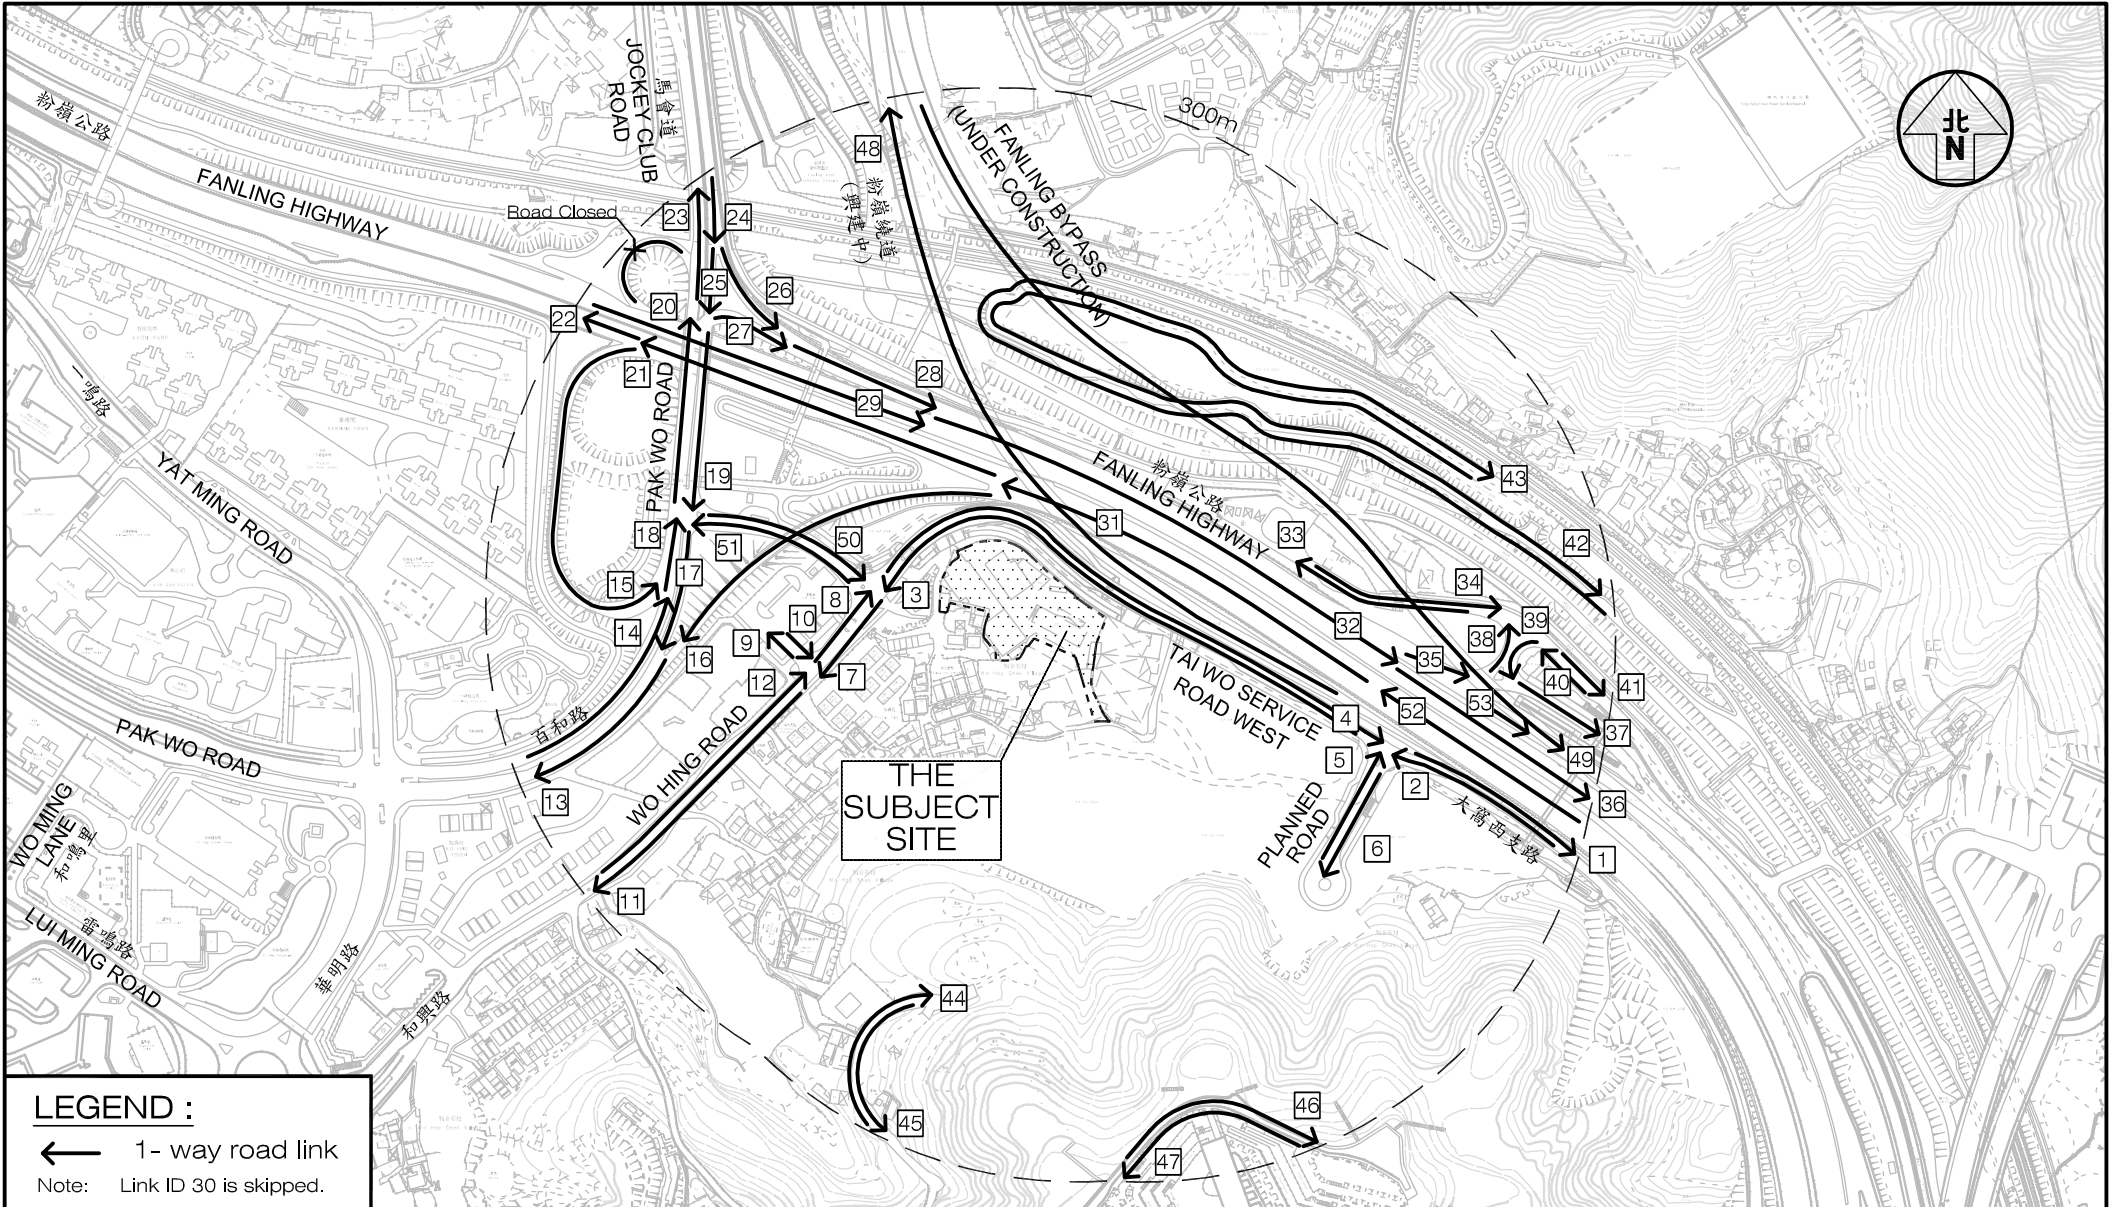 JOCKEY CLUB
ROAD
馬會道
粉嶺公路
FANLING HIGHWAY
Road Closed
300m
北
N
48
粉嶺繞道
(興建中)
FANLING BYPASS
(UNDER CONSTRUCTION)
23
24
25
26
20
27
22
21
28
29
PAK WO ROAD
一鳴路
YAT MING ROAD
19
18
17
51
50
31
粉嶺公路
FANLING HIGHWAY
43
42
33
34
39
38
32
35
40
41
53
37
49
52
36
15
14
16
8
3
10
9
12
7
TAI WO SERVICE
ROAD WEST
4
5
2
1
6
大窩西支路
PLANNED
ROAD
百和路
PAK WO ROAD
13
WO HING ROAD
THE
SUBJECT
SITE
11
WO MING
LANE
和鳴里
雷鳴路
LUI MING ROAD
華明路
和興路
44
45
46
47
LEGEND :
1- way road link
Note: Link ID 30 is skipped.